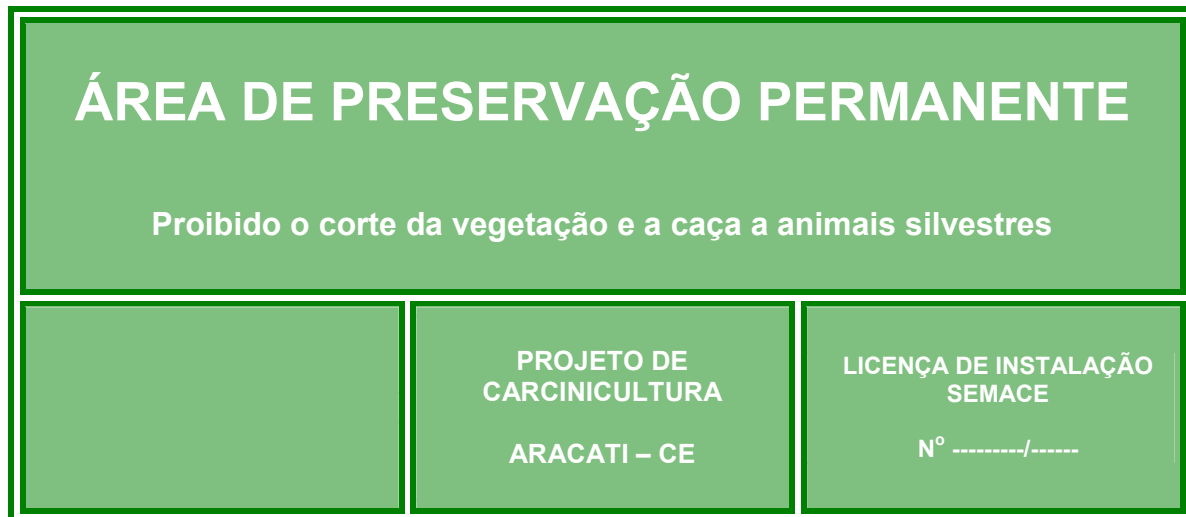 ÁREA DE PRESERVAÇÃO PERMANENTE
Proibido o corte da vegetação e a caça a animais silvestres
PROJETO DE
CARCINICULTURA
ARACATI – CE
LICENÇA DE INSTALAÇÃO
SEMACE
Nº ---------/------